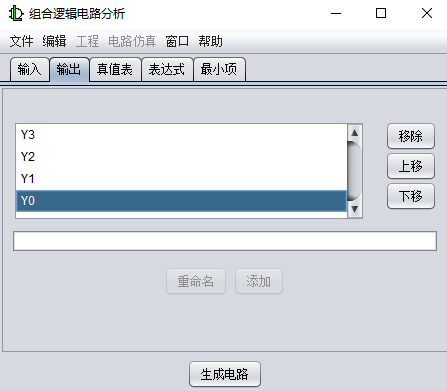 组合逻辑电路分析
文件 编辑 工程 电路仿真 窗口 帮助
输入 输出 真值表 表达式 最小项
Y3
Y2
Y1
Y0
移除
上移
下移
重命名 添加
生成电路